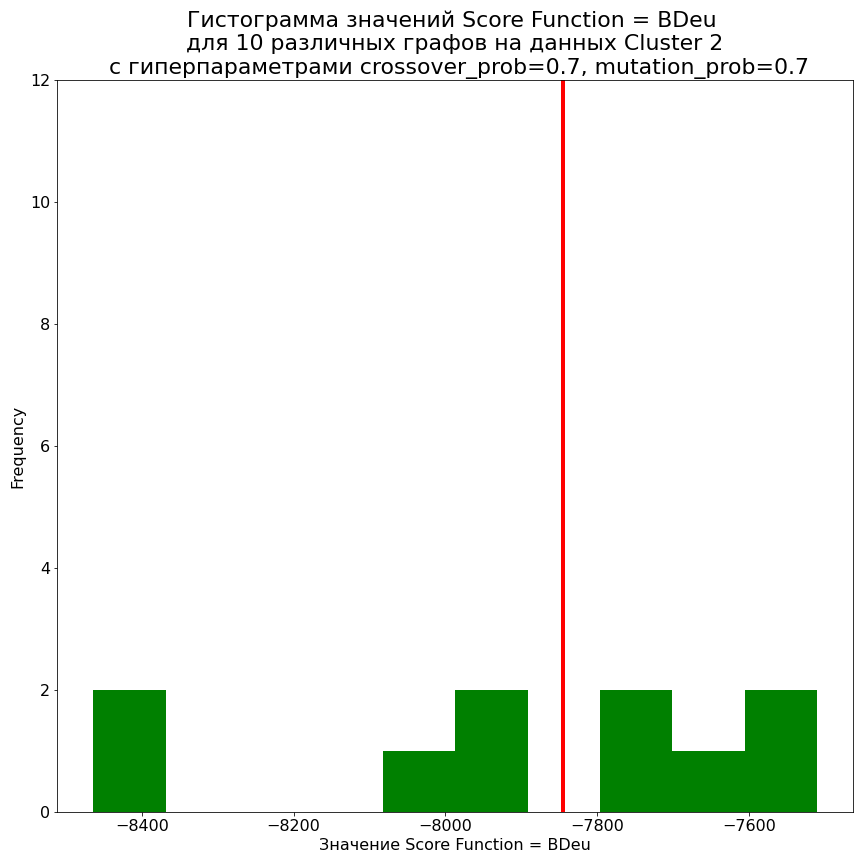 Гистограмма значений Score Function = BDeu
для 10 различных графов на данных Cluster 2
с гиперпараметрами crossover_prob=0.7, mutation_prob=0.7
12
10
8
6
4
2
0
Frequency
−8400 −8200 −8000 −7800 −7600
Значение Score Function = BDeu